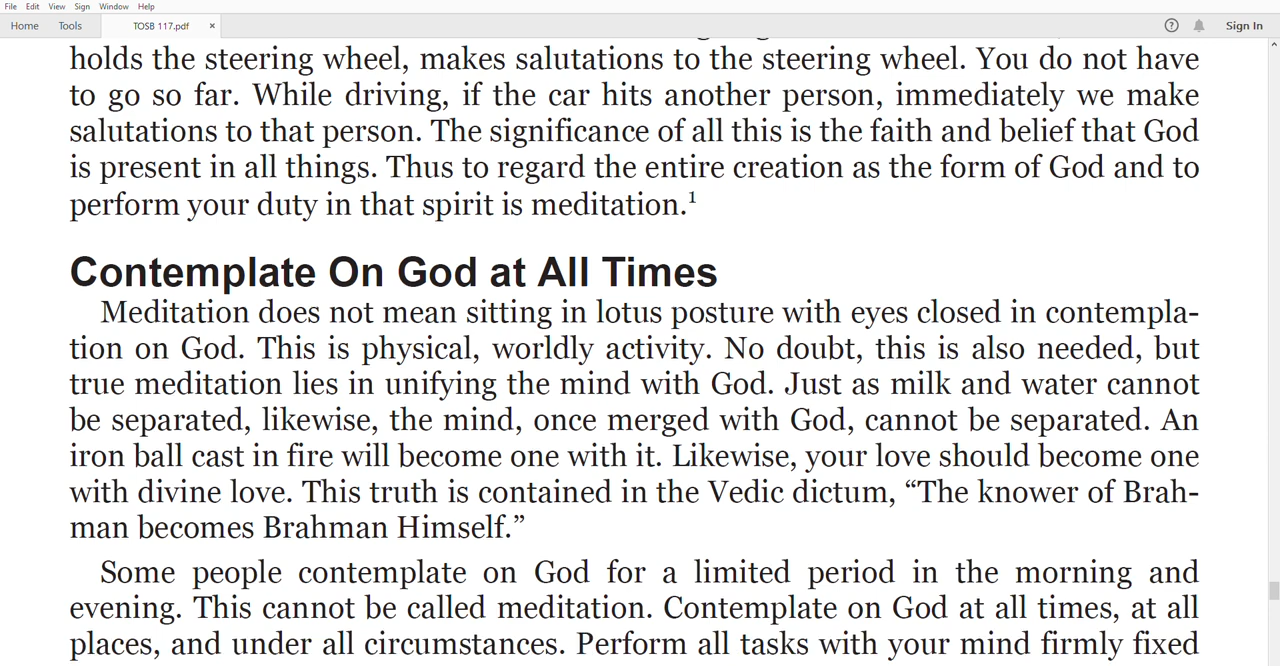 File Edit View Sign Window Help
Home Tools TOSB 117.pdf × ? Sign In
holds the steering wheel, makes salutations to the steering wheel. You do not have
to go so far. While driving, if the car hits another person, immediately we make
salutations to that person. The significance of all this is the faith and belief that God
is present in all things. Thus to regard the entire creation as the form of God and to
perform your duty in that spirit is meditation.¹
Contemplate On God at All Times
Meditation does not mean sitting in lotus posture with eyes closed in contempla-
tion on God. This is physical, worldly activity. No doubt, this is also needed, but
true meditation lies in unifying the mind with God. Just as milk and water cannot
be separated, likewise, the mind, once merged with God, cannot be separated. An
iron ball cast in fire will become one with it. Likewise, your love should become one
with divine love. This truth is contained in the Vedic dictum, “The knower of Brah-
man becomes Brahman Himself.”
Some people contemplate on God for a limited period in the morning and
evening. This cannot be called meditation. Contemplate on God at all times, at all
places, and under all circumstances. Perform all tasks with your mind firmly fixed